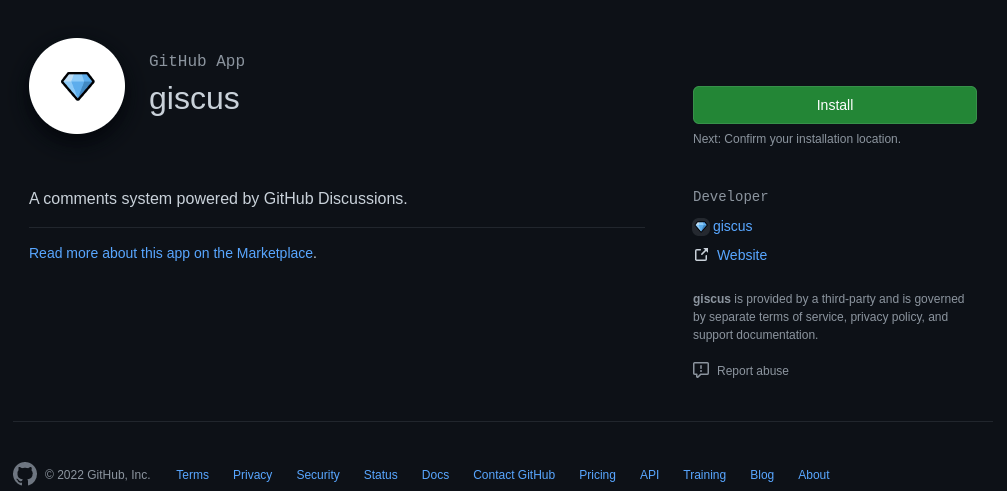 GitHub App
giscus
Install
Next: Confirm your installation location.
A comments system powered by GitHub Discussions.
Read more about this app on the Marketplace.
Developer
giscus
Website
giscus is provided by a third-party and is governed
by separate terms of service, privacy policy, and
support documentation.
Report abuse
© 2022 GitHub, Inc. Terms Privacy Security Status Docs Contact GitHub Pricing API Training Blog About